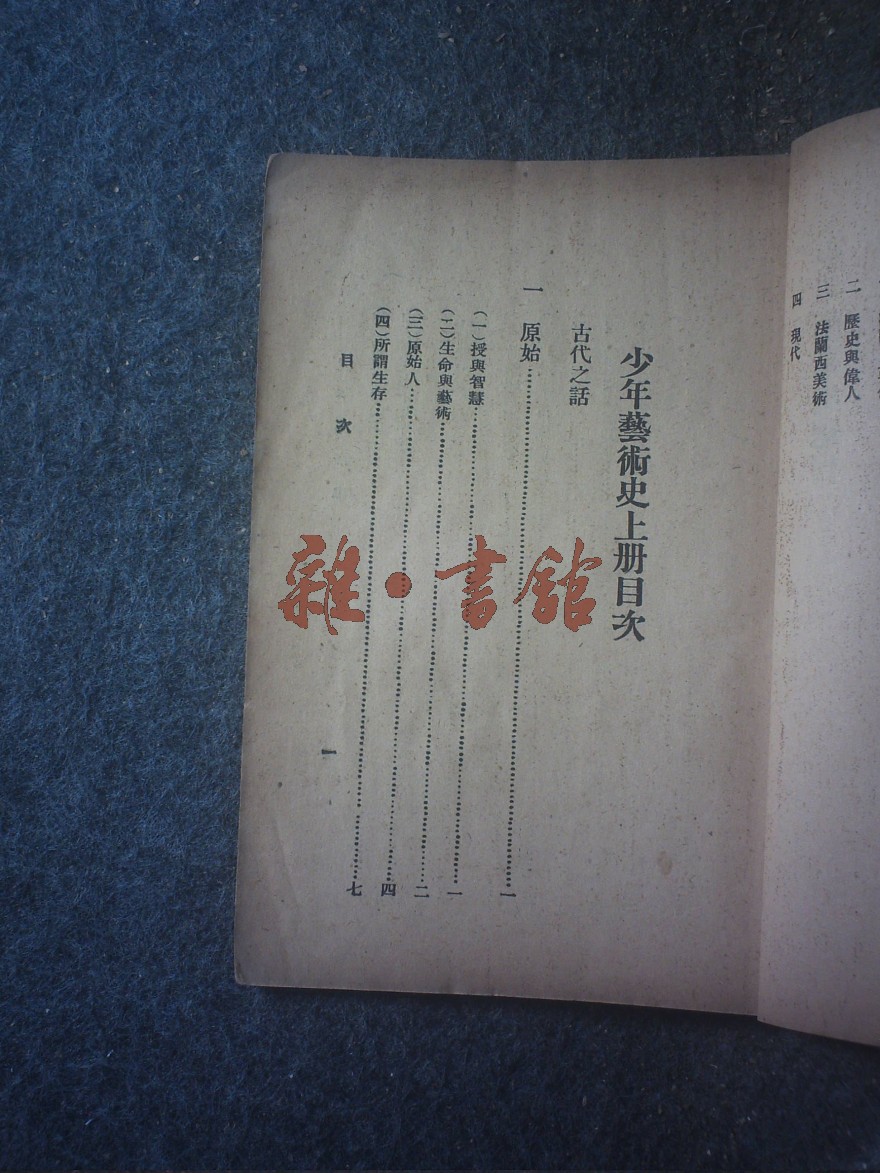 二 歷史與偉人
三 法蘭西美術
四 現代
少年藝術史上册目次
古代之話
一 原始……一
(一)授與智慧……一
(二)生命與藝術……二
(三)原始人……四
(四)所謂生存……七
目次
一
雜·書館